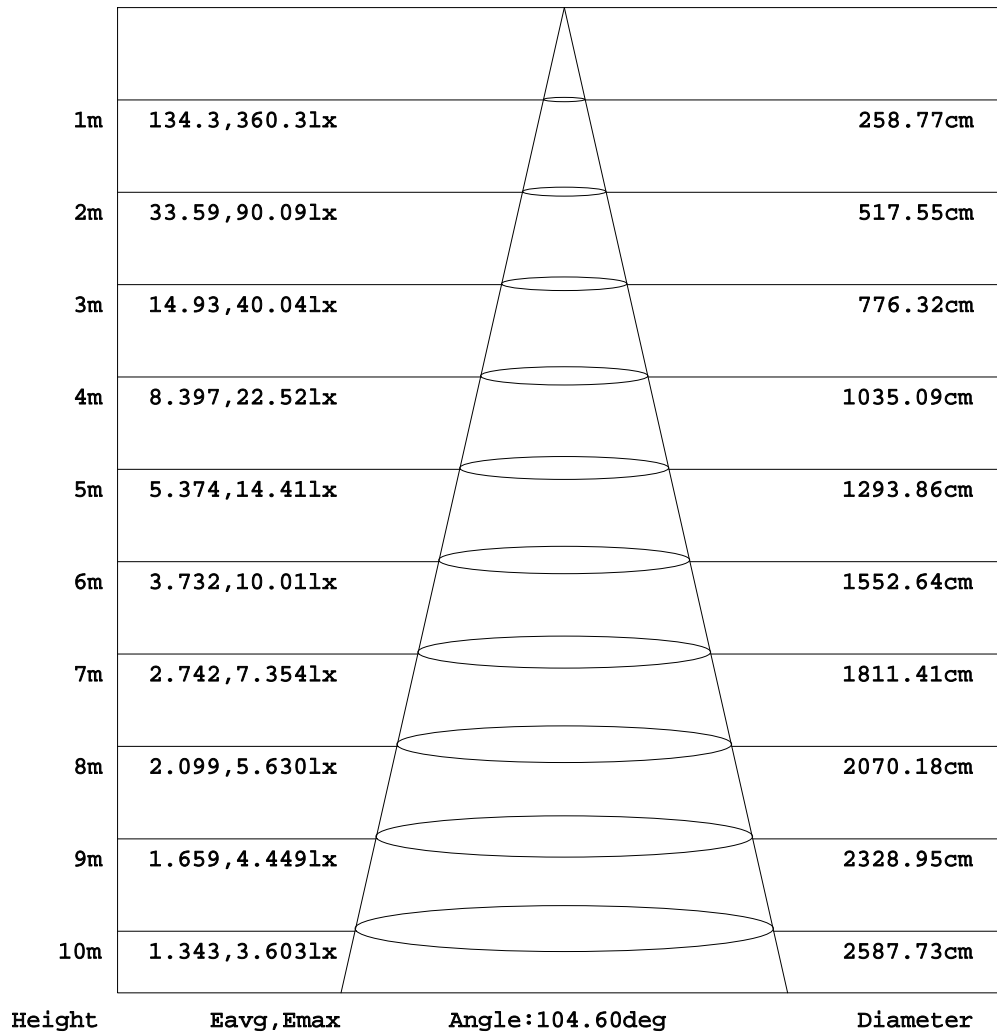 1m 134.3,360.3lx 258.77cm
2m 33.59,90.09lx 517.55cm
3m 14.93,40.04lx 776.32cm
4m 8.397,22.52lx 1035.09cm
5m 5.374,14.41lx 1293.86cm
6m 3.732,10.01lx 1552.64cm
7m 2.742,7.354lx 1811.41cm
8m 2.099,5.630lx 2070.18cm
9m 1.659,4.449lx 2328.95cm
10m 1.343,3.603lx 2587.73cm
Height Eavg,Emax Angle:104.60deg Diameter